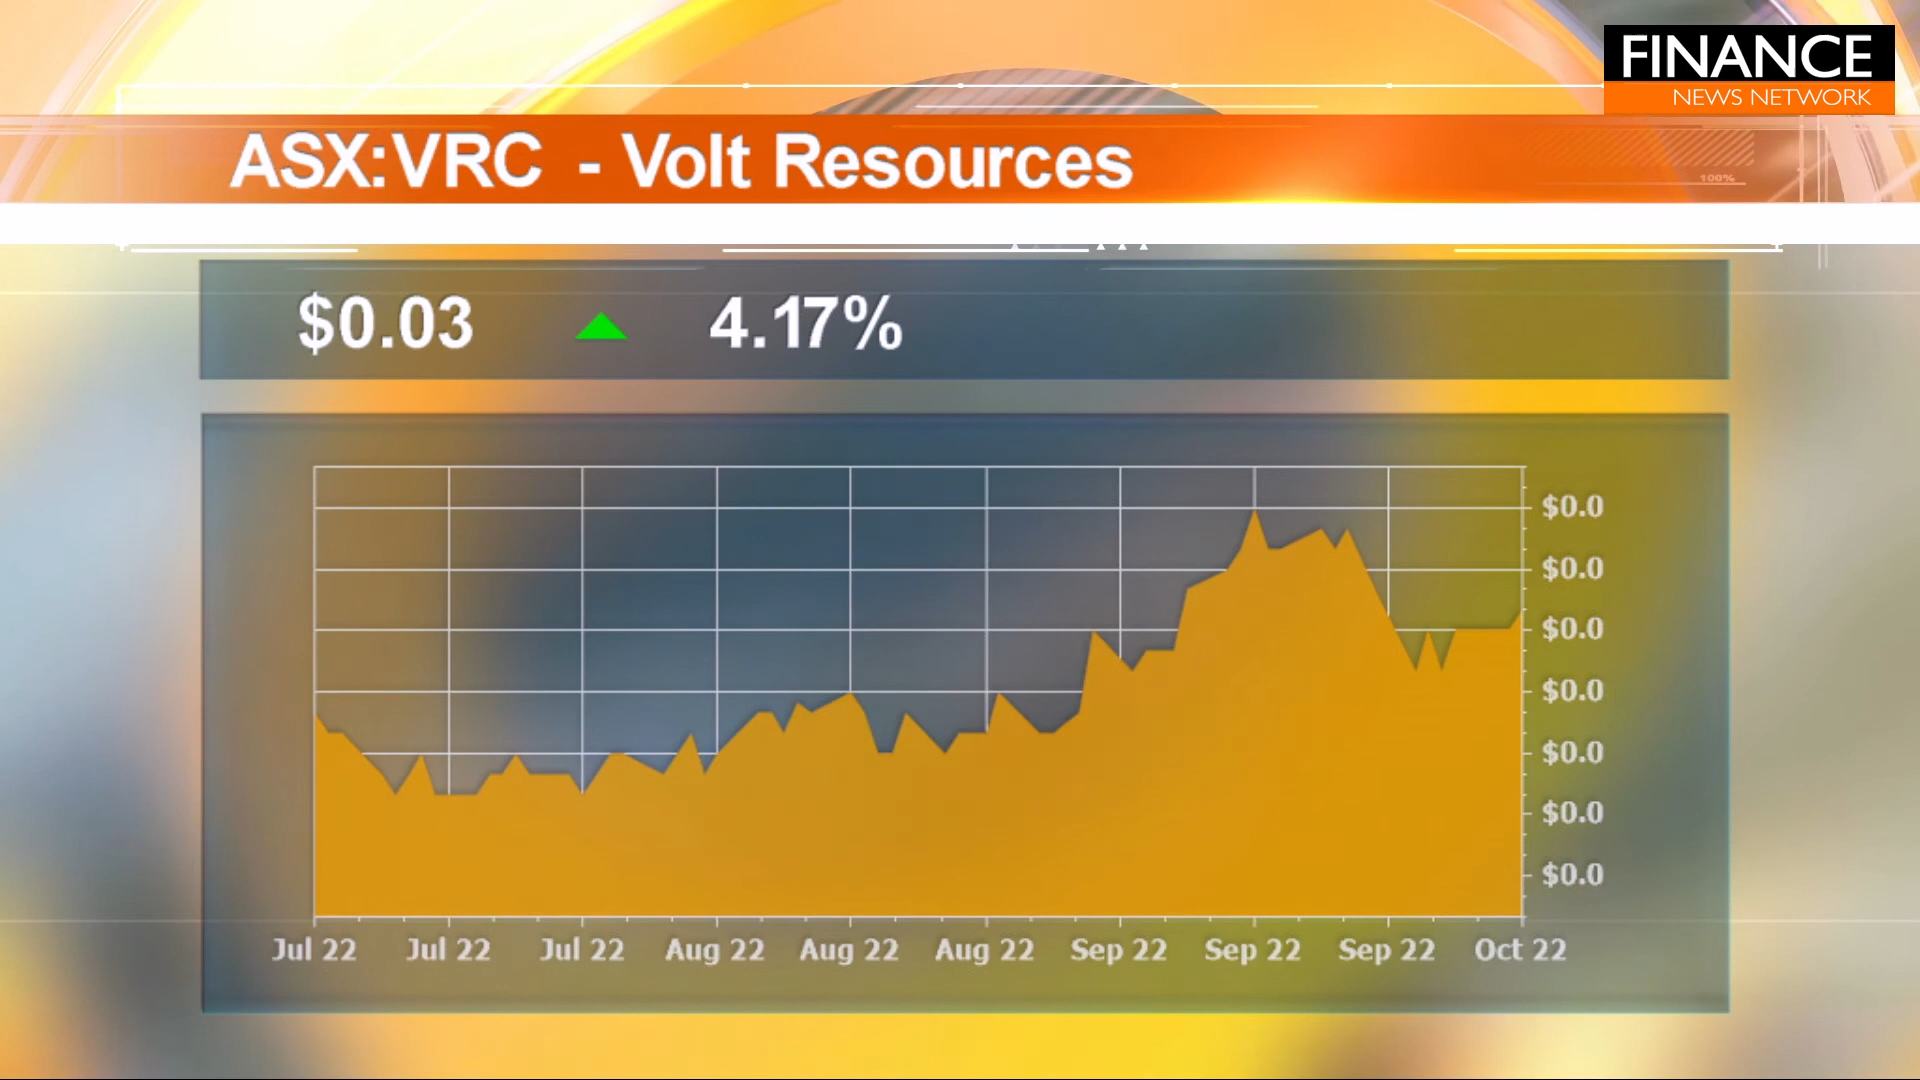 FINANCE
NEWS NETWORK
ASX:VRC - Volt Resources
100%
$0.03 4.17%
$0.0
$0.0
$0.0
$0.0
$0.0
$0.0
$0.0
Jul 22 Jul 22 Jul 22 Aug 22 Aug 22 Aug 22 Sep 22 Sep 22 Sep 22 Oct 22